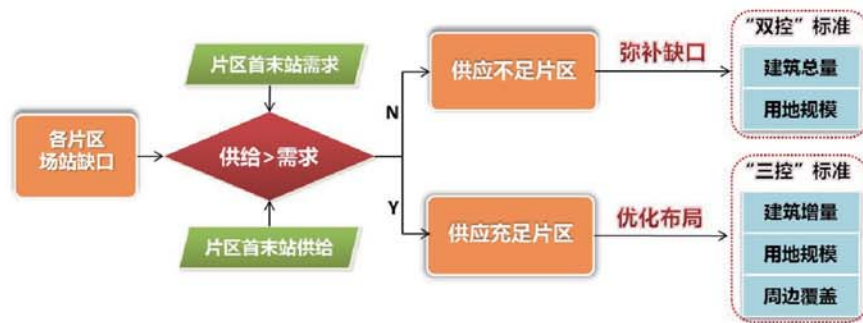 片区首末站需求
各片区
场站缺口
供给>需求
片区首末站供给
N
Y
供应不足片区
供应充足片区
弥补缺口
优化布局
“双控”标准
建筑总量
用地规模
“三控”标准
建筑增量
用地规模
周边覆盖